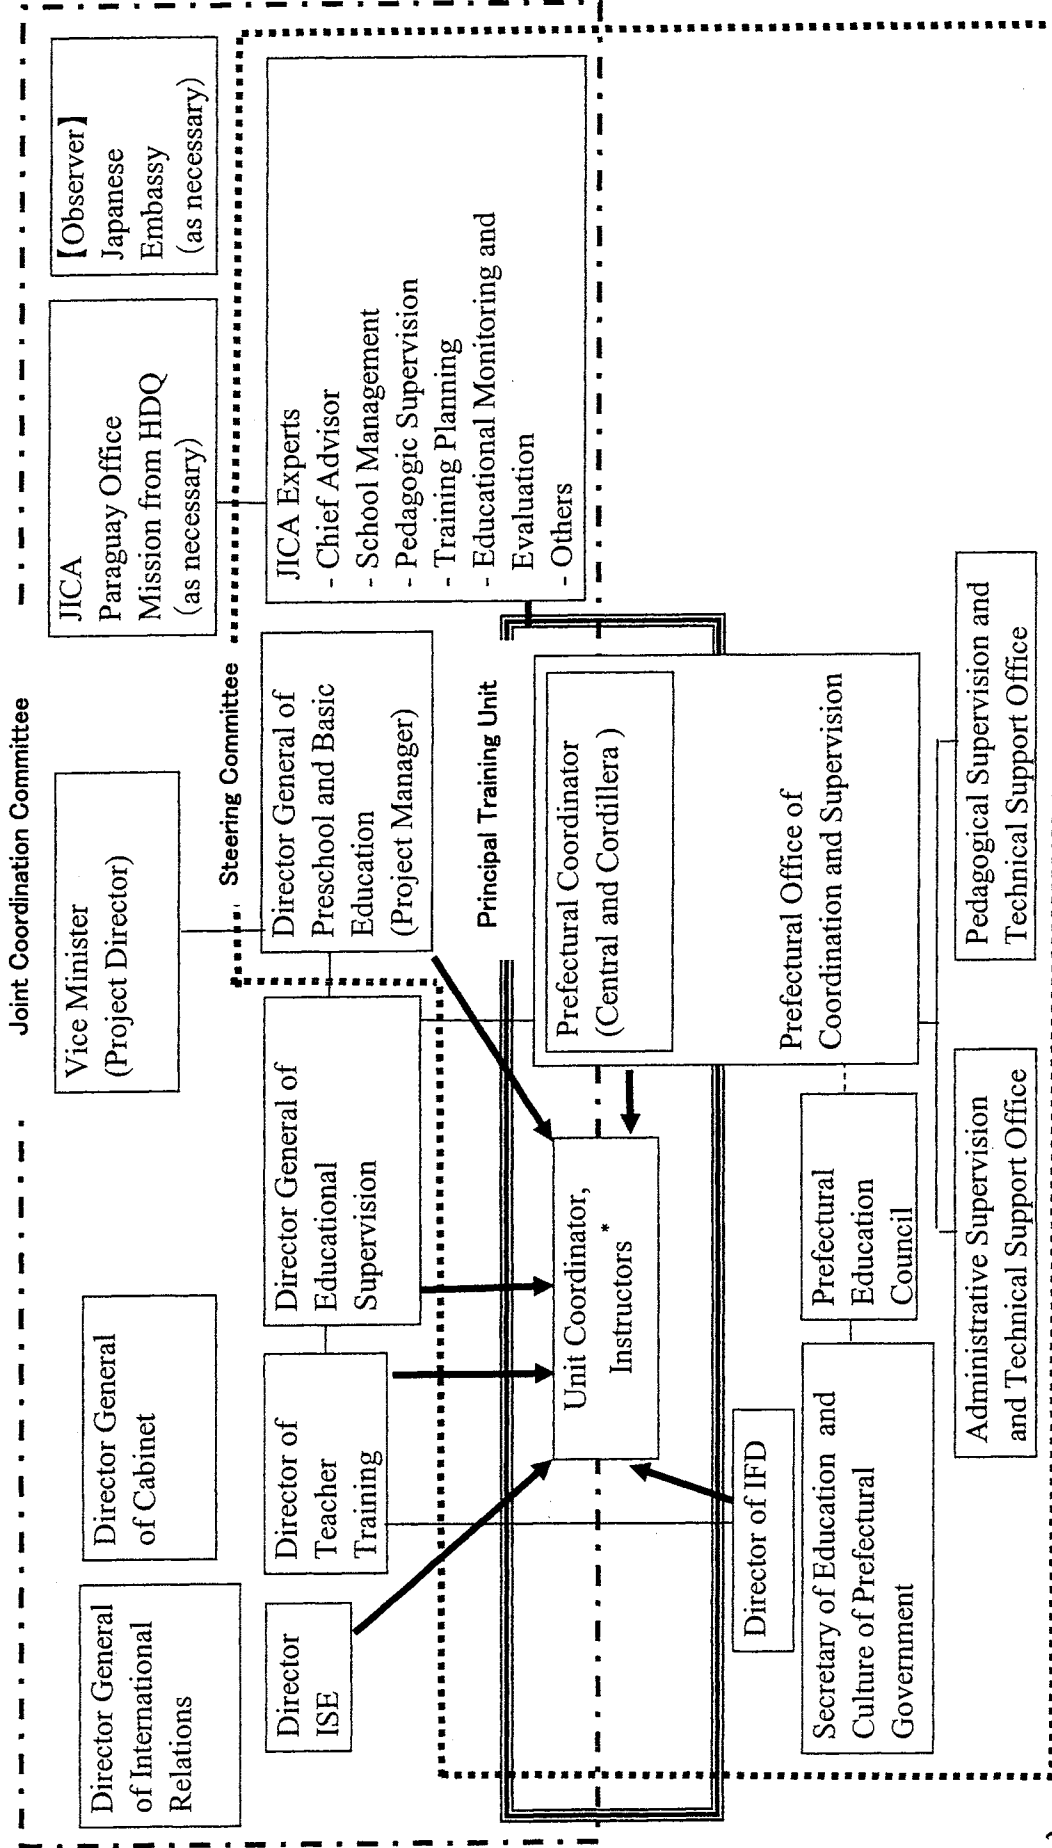 Joint Coordination Committee
Director General
of International
Relations
Director General
of Cabinet
Vice Minister
(Project Director)
JICA
Paraguay Office
Mission from HDQ
(as necessary)
【Observer】
Japanese
Embassy
(as necessary)
Steering Committee
Director
ISE
Director of
Teacher
Training
Director General of
Educational
Supervision
Director General of
Preschool and Basic
Education
(Project Manager)
JICA Experts
- Chief Advisor
- School Management
- Pedagogic Supervision
- Training Planning
- Educational Monitoring and
Evaluation
- Others
Principal Training Unit
Unit Coordinator,
Instructors*
Prefectural Coordinator
(Central and Cordillera )
Prefectural Office of
Coordination and Supervision
Director of IFD
Secretary of Education and
Culture of Prefectural
Government
Prefectural
Education
Council
Administrative Supervision
and Technical Support Office
Pedagogical Supervision and
Technical Support Office